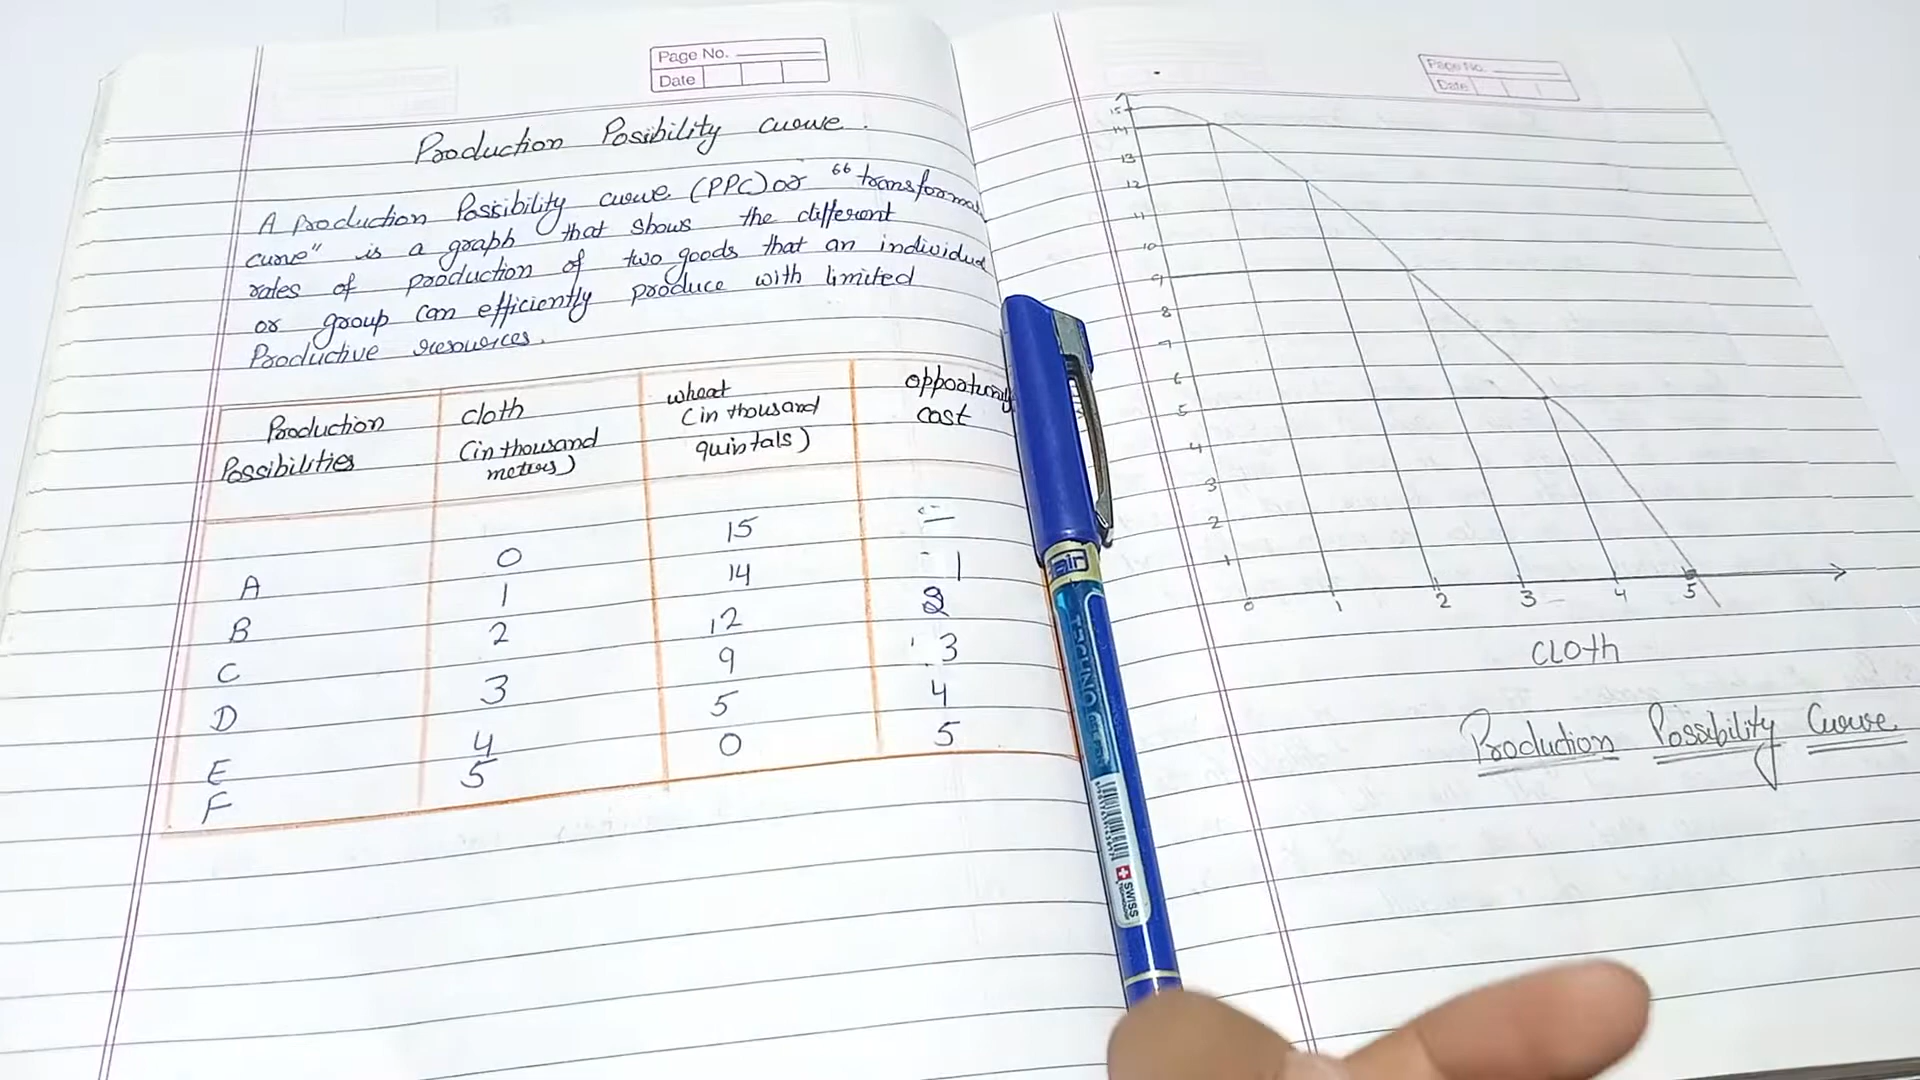 Page No.
Date
Production Posibility curve.
A Production Possibility curve (PPC) or "transformat
curve" is a graph that shows the different
rates of production of two goods that an individual
or group can efficiently produce with limited
Productive resources.
Production Possibilities | cloth (in thousand meters) | wheat (in thousand quintals) | opportunity cost
A 0 15 –
B 1 14 1
C 2 12 2
D 3 9 3
E 4 5 4
F 5 0 5
TECHNO
SWISS
Page No.
Date
15
14
13
12
11
10
9
8
7
6
5
4
3
2
1
0 1 2 3 4 5
CLOTH
Production Possibility Curve